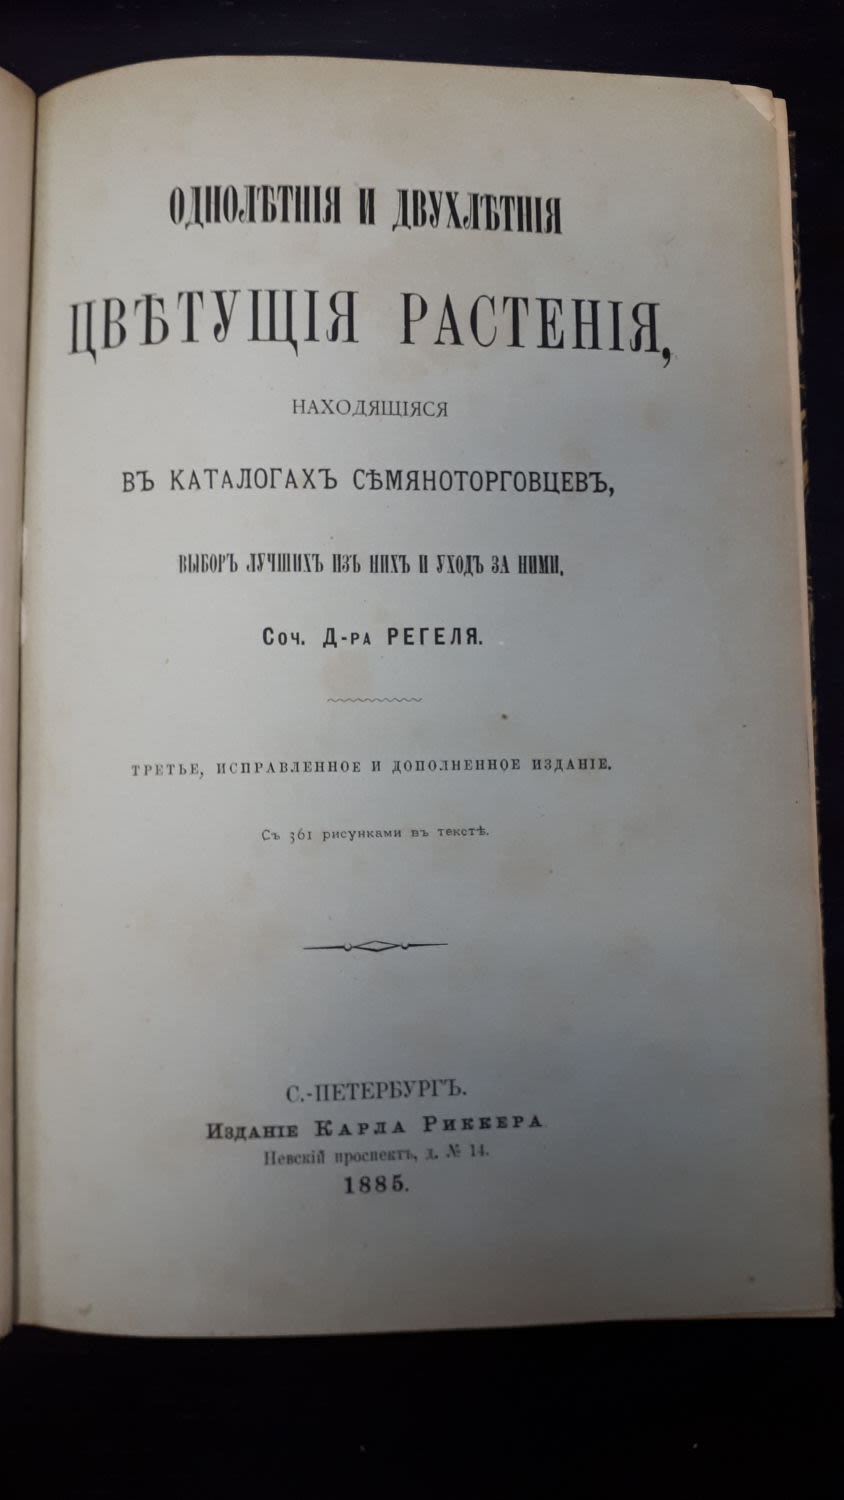 ОДНОЛѢТНІЯ И ДВУХЛѢТНІЯ
ЦВѢТУЩІЯ РАСТЕНІЯ,
НАХОДЯЩІЯСЯ
ВЪ КАТАЛОГАХЪ СѢМЯНОТОРГОВЦЕВЪ,
ВЫБОРЪ ЛУЧШИХЪ ИЗЪ НИХЪ И УХОДЪ ЗА НИМИ.
Соч. Д-ра РЕГЕЛЯ.
ТРЕТЬЕ, ИСПРАВЛЕННОЕ И ДОПОЛНЕННОЕ ИЗДАНІЕ.
Съ 361 рисунками въ текстѣ.
С.-ПЕТЕРБУРГЪ.
Изданіе Карла Риккера
Невскій проспектъ, д. № 14.
1885.